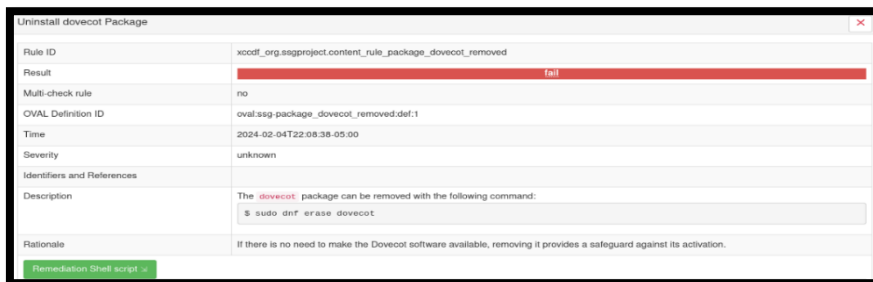 Uninstall dovecot Package
×
Rule ID xccdf_org.ssgproject.content_rule_package_dovecot_removed
Result fail
Multi-check rule no
OVAL Definition ID oval:ssg-package_dovecot_removed:def:1
Time 2024-02-04T22:08:38-05:00
Severity unknown
Identifiers and References
Description The dovecot package can be removed with the following command:
$ sudo dnf erase dovecot
Rationale If there is no need to make the Dovecot software available, removing it provides a safeguard against its activation.
Remediation Shell script ⇲